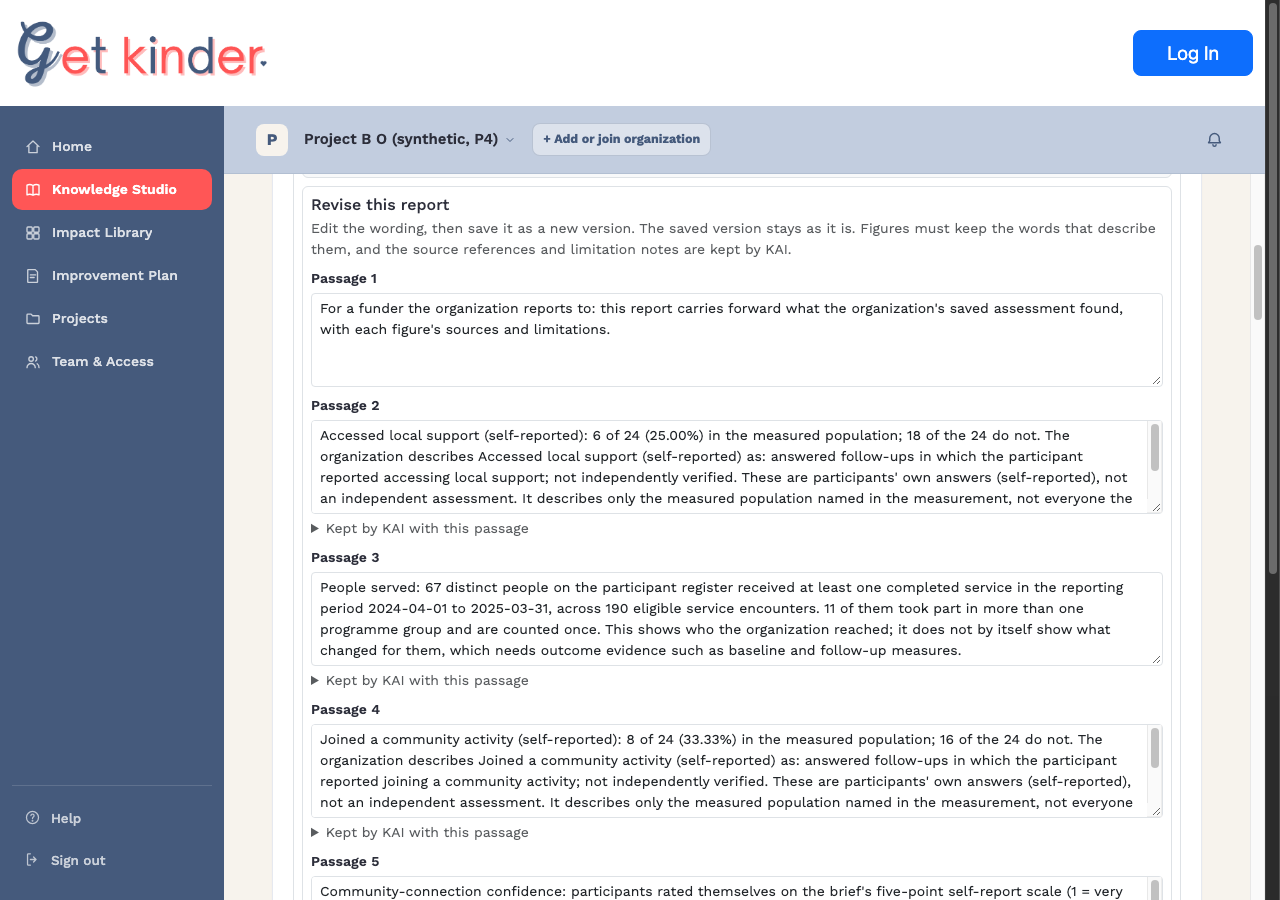 Get kinder
Log In
Home
Knowledge Studio
Impact Library
Improvement Plan
Projects
Team & Access
Help
Sign out
P
Project B O (synthetic, P4)
+ Add or join organization
Revise this report
Edit the wording, then save it as a new version. The saved version stays as it is. Figures must keep the words that describe
them, and the source references and limitation notes are kept by KAI.
Passage 1
For a funder the organization reports to: this report carries forward what the organization's saved assessment found,
with each figure's sources and limitations.
Passage 2
Accessed local support (self-reported): 6 of 24 (25.00%) in the measured population; 18 of the 24 do not. The
organization describes Accessed local support (self-reported) as: answered follow-ups in which the participant
reported accessing local support; not independently verified. These are participants' own answers (self-reported), not
an independent assessment. It describes only the measured population named in the measurement, not everyone the
Kept by KAI with this passage
Passage 3
People served: 67 distinct people on the participant register received at least one completed service in the reporting
period 2024-04-01 to 2025-03-31, across 190 eligible service encounters. 11 of them took part in more than one
programme group and are counted once. This shows who the organization reached; it does not by itself show what
changed for them, which needs outcome evidence such as baseline and follow-up measures.
Kept by KAI with this passage
Passage 4
Joined a community activity (self-reported): 8 of 24 (33.33%) in the measured population; 16 of the 24 do not. The
organization describes Joined a community activity (self-reported) as: answered follow-ups in which the participant
reported joining a community activity; not independently verified. These are participants' own answers (self-reported),
not an independent assessment. It describes only the measured population named in the measurement, not everyone
Kept by KAI with this passage
Passage 5
Community-connection confidence: participants rated themselves on the brief's five-point self-report scale (1 = very